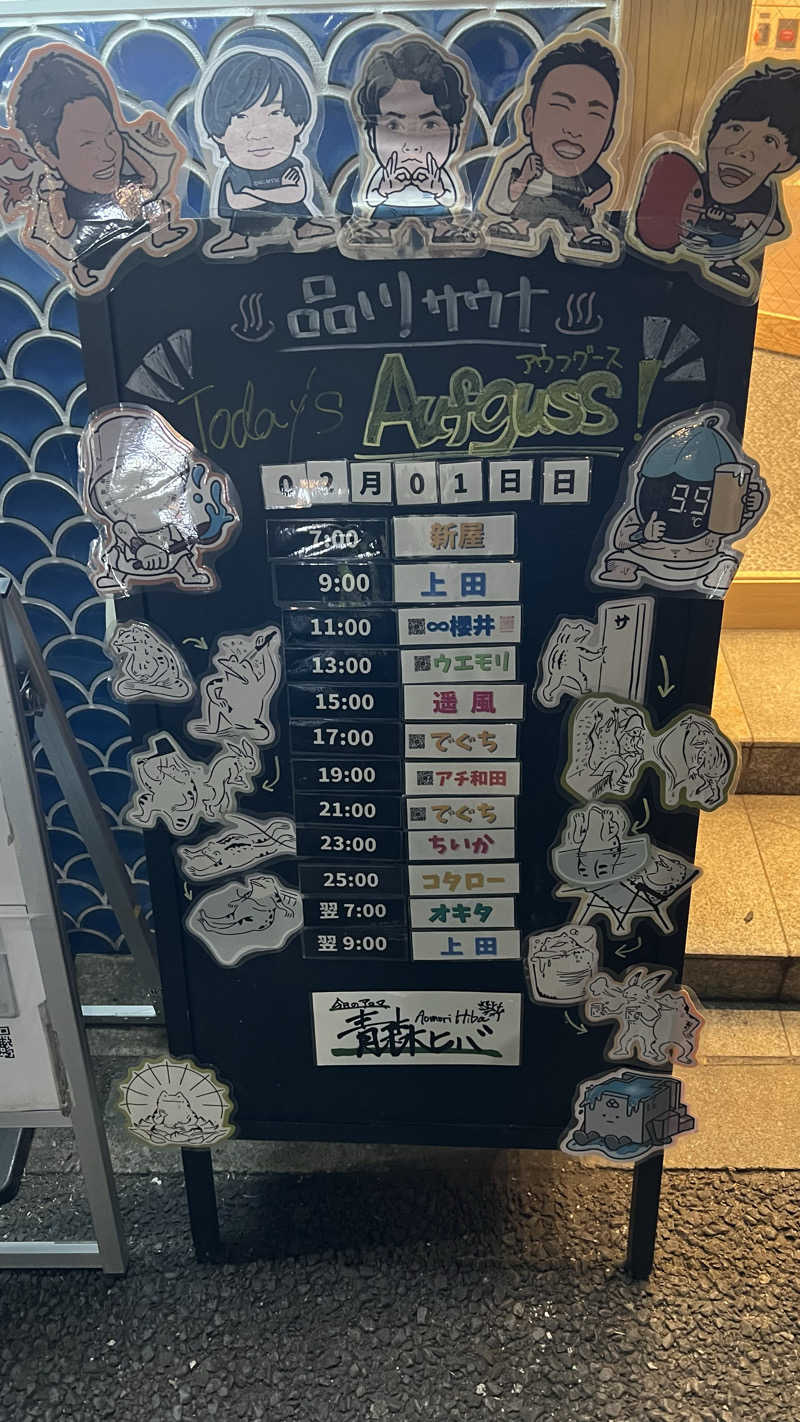 ♨ 品川サウナ ♨
アウフグース
Today's Aufguss!
02月01日日
7:00 新屋
9:00 上田
11:00 ∞櫻井
13:00 ウエモリ
15:00 遥風
17:00 でぐち
19:00 アチ和田
21:00 でぐち
23:00 ちいか
25:00 コタロー
翌7:00 オキタ
翌9:00 上田
今日のアロマ
Aomori Hiba
青森ヒバ
99
℃
サ